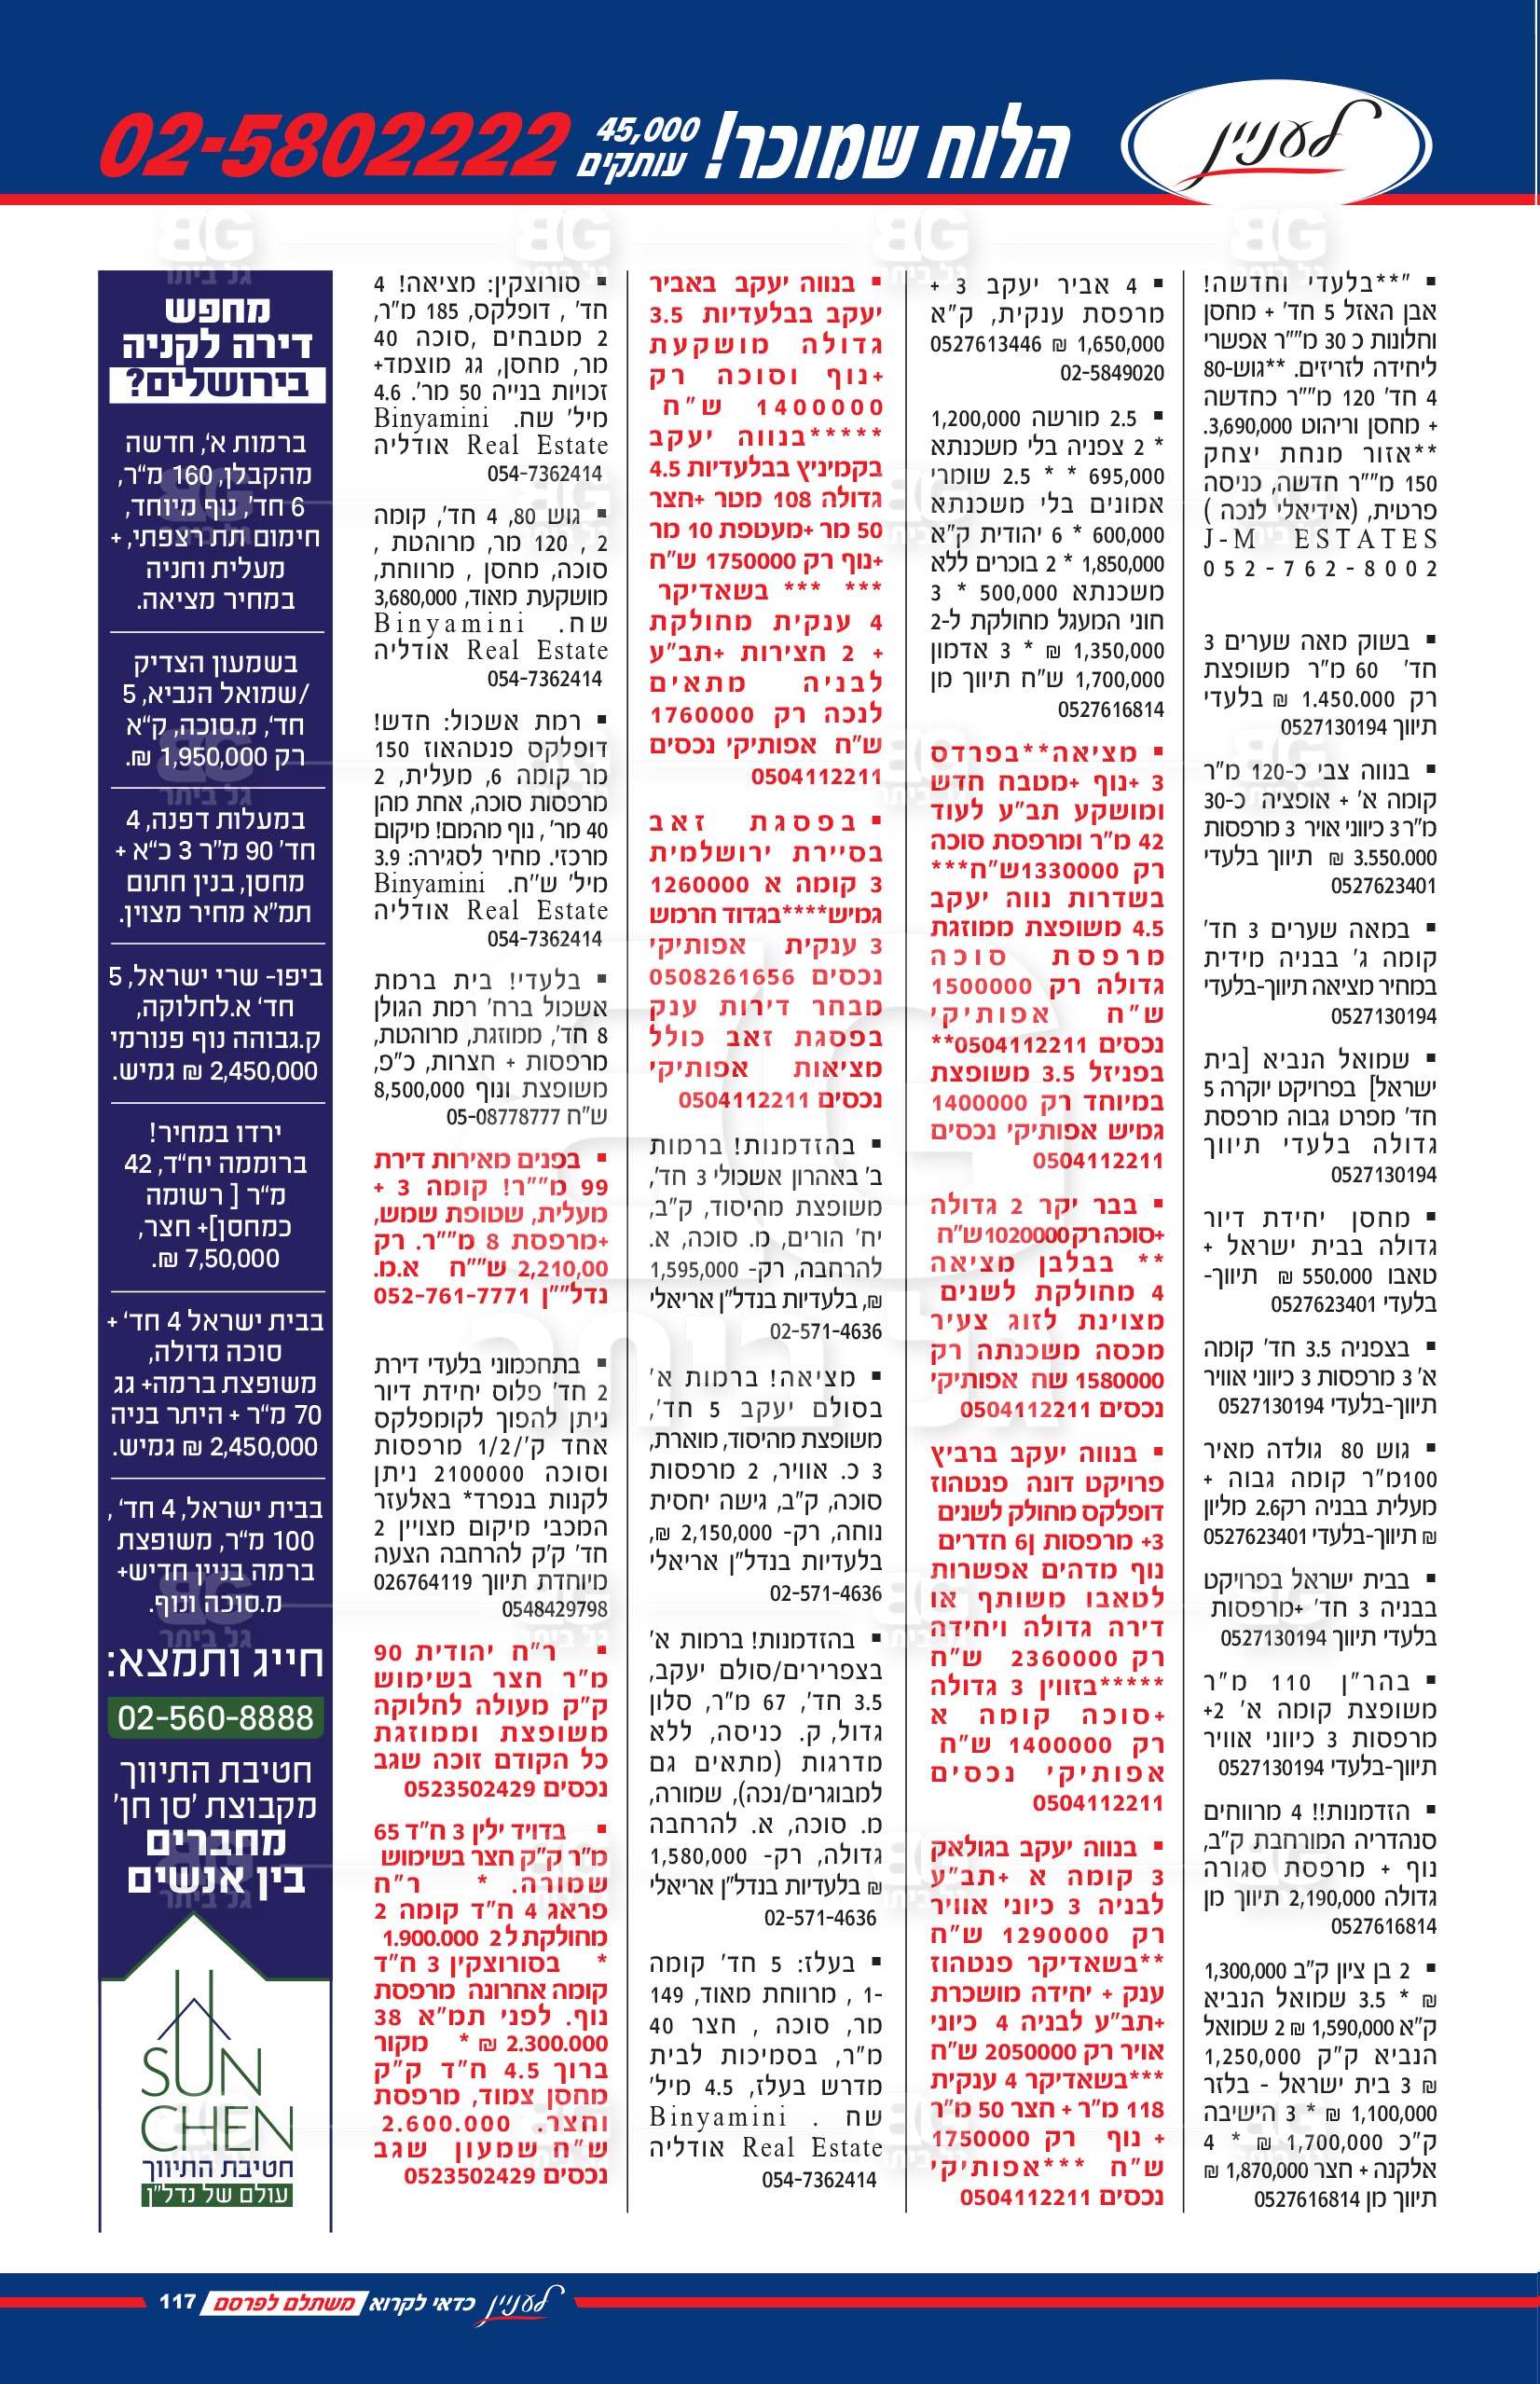 לעניין
הלוח שמוכר!
45,000
עותקים
02-5802222
▪ "**בלעדי וחדשה!
אבן האזל 5 חד' + מחסן
וחלונות כ 30 מ""ר אפשרי
ליחידה לזריזים. **גוש-80
4 חד' 120 מ""ר כחדשה
+ מחסן וריהוט 3,690,000.
**אזור מנחת יצחק
150 מ""ר חדשה, כניסה
פרטית, (אידיאלי לנכה )
J-M ESTATES
052-762-8002
▪ בשוק מאה שערים 3
חד' 60 מ"ר משופצת
רק 1.450.000 ₪ בלעדי
תיווך 0527130194
▪ בנווה צבי כ-120 מ"ר
קומה א' + אופציה כ-30
מ"ר 3 כיווני אויר 3 מרפסות
3.550.000 ₪ תיווך בלעדי
0527623401
▪ במאה שערים 3 חד'
קומה ג' בבניה מידית
במחיר מציאה תיווך-בלעדי
0527130194
▪ שמואל הנביא [בית
ישראל] בפרויקט יוקרה 5
חד' מפרט גבוה מרפסת
גדולה בלעדי תיווך
0527130194
▪ מחסן יחידת דיור
גדולה בבית ישראל +
טאבו 550.000 ₪ תיווך-
בלעדי 0527623401
▪ בצפניה 3.5 חד' קומה
א' 3 מרפסות 3 כיווני אוויר
תיווך-בלעדי 0527130194
▪ גוש 80 גולדה מאיר
100מ"ר קומה גבוה +
מעלית בבניה רק2.6 מליון
₪ תיווך-בלעדי 0527623401
▪ בבית ישראל בפרויקט
בבניה 3 חד' +מרפסות
בלעדי תיווך 0527130194
▪ בהר"ן 110 מ"ר
משופצת קומה א' 2+
מרפסות 3 כיווני אוויר
תיווך-בלעדי 0527130194
▪ הזדמנות!! 4 מרווחים
סנהדריה המורחבת ק"ב,
נוף + מרפסת סגורה
גדולה 2,190,000 תיווך מן
0527616814
▪ 2 בן ציון ק"ב 1,300,000
₪ * 3.5 שמואל הנביא
ק"א 1,590,000 ₪ 2 שמואל
הנביא ק"ק 1,250,000
₪ 3 בית ישראל - בלזר
1,100,000 ₪ * 3 הישיבה
ק"כ 1,700,000 ₪ * 4
אלקנה + חצר 1,870,000 ₪
תיווך מן 0527616814
▪ 4 אביר יעקב 3 +
מרפסת ענקית, ק"א
1,650,000 ₪ 0527613446
02-5849020
▪ 2.5 מורשה 1,200,000
* 2 צפניה בלי משכנתא
695,000 * * 2.5 שומרי
אמונים בלי משכנתא
600,000 * 6 יהודית ק"א
1,850,000 * 2 בוכרים ללא
משכנתא 500,000 * 3
חוני המעגל מחולקת ל-2
1,350,000 ₪ * 3 אדמון
1,700,000 ש"ח תיווך מן
0527616814
▪ מציאה**בפרדס
3 +נוף +מטבח חדש
ומושקע תב"ע לעוד
42 מ"ר ומרפסת סוכה
רק 1330000ש"ח***
בשדרות נווה יעקב
4.5 משופצת ממוזגת
מרפסת סוכה
גדולה רק 1500000
ש"ח אפותיקי
נכסים 0504112211**
בפניזל 3.5 משופצת
במיוחד רק 1400000
גמיש אפותיקי נכסים
0504112211
▪ בבר יקר 2 גדולה
+סוכה רק 1020000ש"ח
** בבלבן מציאה
4 מחולקת לשנים
מצוינת לזוג צעיר
מכסה משכנתה רק
1580000 שח אפותיקי
נכסים 0504112211
▪ בנווה יעקב ברביץ
פרויקט דונה פנטהוז
דופלקס מחולק לשנים
3+ מרפסות ןן6 חדרים
נוף מדהים אפשרות
לטאבו משותף או
דירה גדולה ויחידה
רק 2360000 ש"ח
*****בזווין 3 גדולה
+סוכה קומה א
רק 1400000 ש"ח
אפותיקי נכסים
0504112211
▪ בנווה יעקב בגולאק
3 קומה א +תב"ע
לבניה 3 כיוני אוויר
רק 1290000 ש"ח
**בשאדיקר פנטהוז
ענק + יחידה מושכרת
+תב"ע לבניה 4 כיוני
אויר רק 2050000 ש"ח
***בשאדיקר 4 ענקית
118 מ"ר + חצר 50 מ"ר
+ נוף רק 1750000
ש"ח ***אפותיקי
נכסים 0504112211
▪ בנווה יעקב באביר
יעקב בבלעדיות 3.5
גדולה מושקעת
+נוף וסוכה רק
1400000 ש"ח
*****בנווה יעקב
בקמיניץ בבלעדיות 4.5
גדולה 108 מטר +חצר
50 מר +מעטפת 10 מר
+נוף רק 1750000 ש"ח
*** *** בשאדיקר
4 ענקית מחולקת
+ 2 חצירות +תב"ע
לבניה מתאים
לנכה רק 1760000
ש"ח אפותיקי נכסים
0504112211
▪ בפסגת זאב
בסיירת ירושלמית
3 קומה א 1260000
גמיש****בגדוד חרמש
3 ענקית אפותיקי
נכסים 0508261656
מבחר דירות ענק
בפסגת זאב כולל
מציאות אפותיקי
נכסים 0504112211
▪ בהזדמנות! ברמות
ב' באהרון אשכולי 3 חד',
משופצת מהיסוד, ק"ב,
יח' הורים, מ. סוכה, א.
להרחבה, רק- 1,595,000
₪, בלעדיות בנדל"ן אריאלי
02-571-4636
▪ מציאה! ברמות א'
בסולם יעקב 5 חד',
משופצת מהיסוד, מוארת,
3 כ. אוויר, 2 מרפסות
סוכה, ק"ב, גישה יחסית
נוחה, רק- 2,150,000 ₪,
בלעדיות בנדל"ן אריאלי
02-571-4636
▪ בהזדמנות! ברמות א'
בצפרירים/סולם יעקב,
3.5 חד', 67 מ"ר, סלון
גדול, ק. כניסה, ללא
מדרגות (מתאים גם
למבוגרים/נכה), שמורה,
מ. סוכה, א. להרחבה
גדולה, רק- 1,580,000
₪ בלעדיות בנדל"ן אריאלי
02-571-4636
▪ בעלז: 5 חד' קומה
1- , מרווחת מאוד, 149
מר, סוכה , חצר 40
מ"ר, בסמיכות לבית
מדרש בעלז, 4.5 מיל'
שח . Binyamini
Real Estate אודליה
054-7362414
▪ סורוצקין: מציאה! 4
חד' , דופלקס, 185 מ"ר,
2 מטבחים ,סוכה 40
מר, מחסן, גג מוצמד+
זכויות בנייה 50 מר'. 4.6
מיל' שח. Binyamini
Real Estate אודליה
054-7362414
▪ גוש 80, 4 חד', קומה
2 , 120 מר, מרוהטת ,
סוכה, מחסן , מרווחת,
מושקעת מאוד, 3,680,000
שח. Binyamini
Real Estate אודליה
054-7362414
▪ רמת אשכול: חדש!
דופלקס פנטהאוז 150
מר קומה 6, מעלית, 2
מרפסות סוכה, אחת מהן
40 מר' , נוף מהמם! מיקום
מרכזי. מחיר לסגירה: 3.9
מיל' ש"ח. Binyamini
Real Estate אודליה
054-7362414
▪ בלעדי! בית ברמת
אשכול ברח' רמת הגולן
8 חד', ממוזגת, מרוהטת,
מרפסות + חצרות, כ"פ,
משופצת ונוף 8,500,000
ש"ח 05-08778777
▪ בפנים מאירות דירת
99 מ""ר! קומה 3 +
מעלית, שטופת שמש,
+מרפסת 8 מ""ר. רק
2,210,00 ש""ח א.מ.
נדל""ן 052-761-7771
▪ בתחכמוני בלעדי דירת
2 חד' פלוס יחידת דיור
ניתן להפוך לקומפלקס
אחד ק'/1/2 מרפסות
וסוכה 2100000 ניתן
לקנות בנפרד* באלעזר
המכבי מיקום מצויין 2
חד' ק'ק להרחבה הצעה
מיוחדת תיווך 026764119
0548429798
▪ ר"ח יהודית 90
מ"ר חצר בשימוש
ק"ק מעולה לחלוקה
משופצת וממוזגת
כל הקודם זוכה שגב
נכסים 0523502429
▪ בדויד ילין 3 ח"ד 65
מ"ר ק"ק חצר בשימוש
שמורה. * ר"ח
פראג 4 ח"ד קומה 2
מחולקת ל2 1.900.000
* בסורוצקין 3 ח"ד
קומה אחרונה מרפסת
נוף. לפני תמ"א 38
2.300.000 ₪ * מקור
ברוך 4.5 ח"ד ק"ק
מחסן צמוד, מרפסת
וחצר. 2.600.000
ש"ח שמעון שגב
נכסים 0523502429
מחפש
דירה לקניה
בירושלים?
ברמות א', חדשה
מהקבלן, 160 מ"ר,
6 חד', נוף מיוחד,
חימום תת רצפתי, +
מעלית וחניה
במחיר מציאה.
בשמעון הצדיק
/שמואל הנביא, 5
חד', מ.סוכה, ק"א
רק 1,950,000 ₪.
במעלות דפנה, 4
חד' 90 מ"ר 3 כ"א +
מחסן, בנין חתום
תמ"א מחיר מצוין.
ביפו- שרי ישראל, 5
חד' א.לחלוקה,
ק.גבוהה נוף פנורמי
2,450,000 ₪ גמיש.
ירדו במחיר!
ברוממה יח"ד, 42
מ"ר [ רשומה
כמחסן]+ חצר,
7,50,000 ₪.
בבית ישראל 4 חד' +
סוכה גדולה,
משופצת ברמה+ גג
70 מ"ר + היתר בניה
2,450,000 ₪ גמיש.
בבית ישראל, 4 חד' ,
100 מ"ר, משופצת
ברמה בניין חדיש+
מ.סוכה ונוף.
חייג ותמצא:
02-560-8888
חטיבת התיווך
מקבוצת 'סן חן'
מחברים
בין אנשים
SUN
CHEN
חטיבת התיווך
עולם של נדל"ן
לעניין כדאי לקרוא משתלם לפרסם 117
BG
גל ביתר